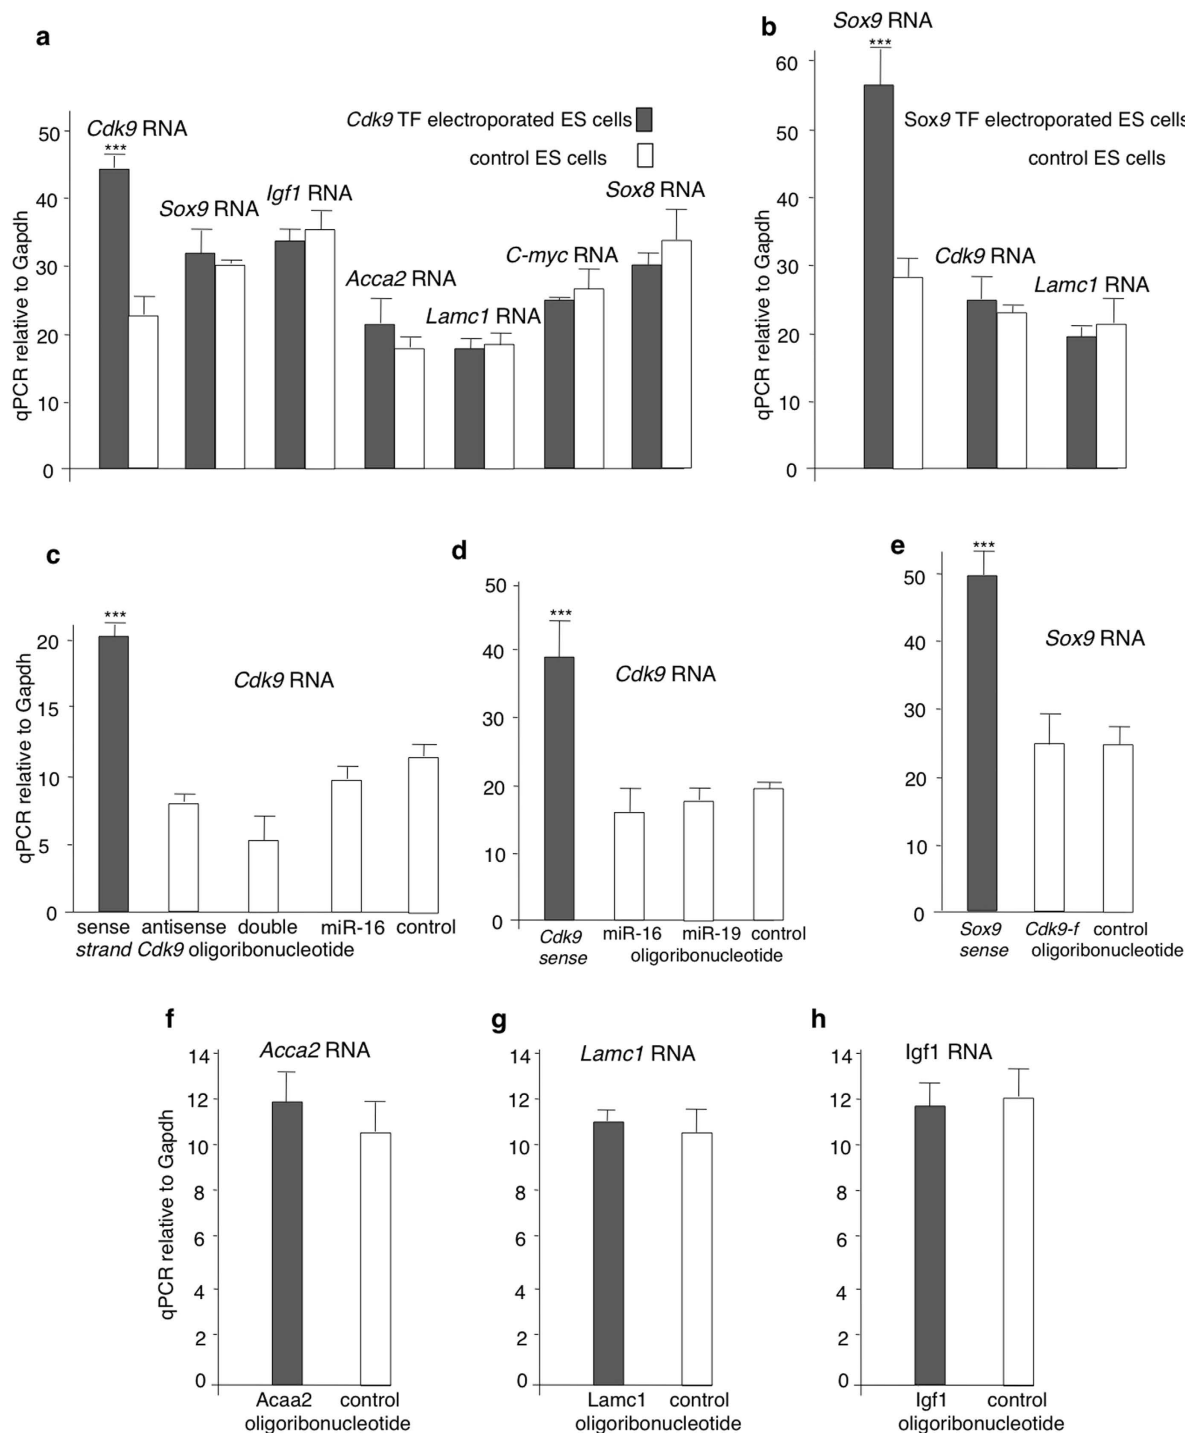 a
Cdk9 RNA
***
Sox9 RNA
Igf1 RNA
Acca2 RNA
Lamc1 RNA
C-myc RNA
Sox8 RNA
Cdk9 TF electroporated ES cells
control ES cells
qPCR relative to Gapdh
50
40
30
20
10
0
b
Sox9 RNA
***
Sox9 TF electroporated ES cells
control ES cells
Cdk9 RNA
Lamc1 RNA
qPCR relative to Gapdh
60
50
40
30
20
10
0
c
***
Cdk9 RNA
qPCR relative to Gapdh
20
15
10
5
0
sense antisense double miR-16 control
strand Cdk9 oligoribonucleotide
d
***
Cdk9 RNA
50
40
30
20
10
0
Cdk9 miR-16 miR-19 control
sense oligoribonucleotide
e
***
Sox9 RNA
50
40
30
20
10
0
Sox9 Cdk9-f control
sense oligoribonucleotide
f
Acca2 RNA
qPCR relative to Gapdh
14
12
10
8
6
4
2
0
Acaa2 control
oligoribonucleotide
g
Lamc1 RNA
14
12
10
8
6
4
2
0
Lamc1 control
oligoribonucleotide
h
Igf1 RNA
14
12
10
8
6
4
2
0
Igf1 control
oligoribonucleotide